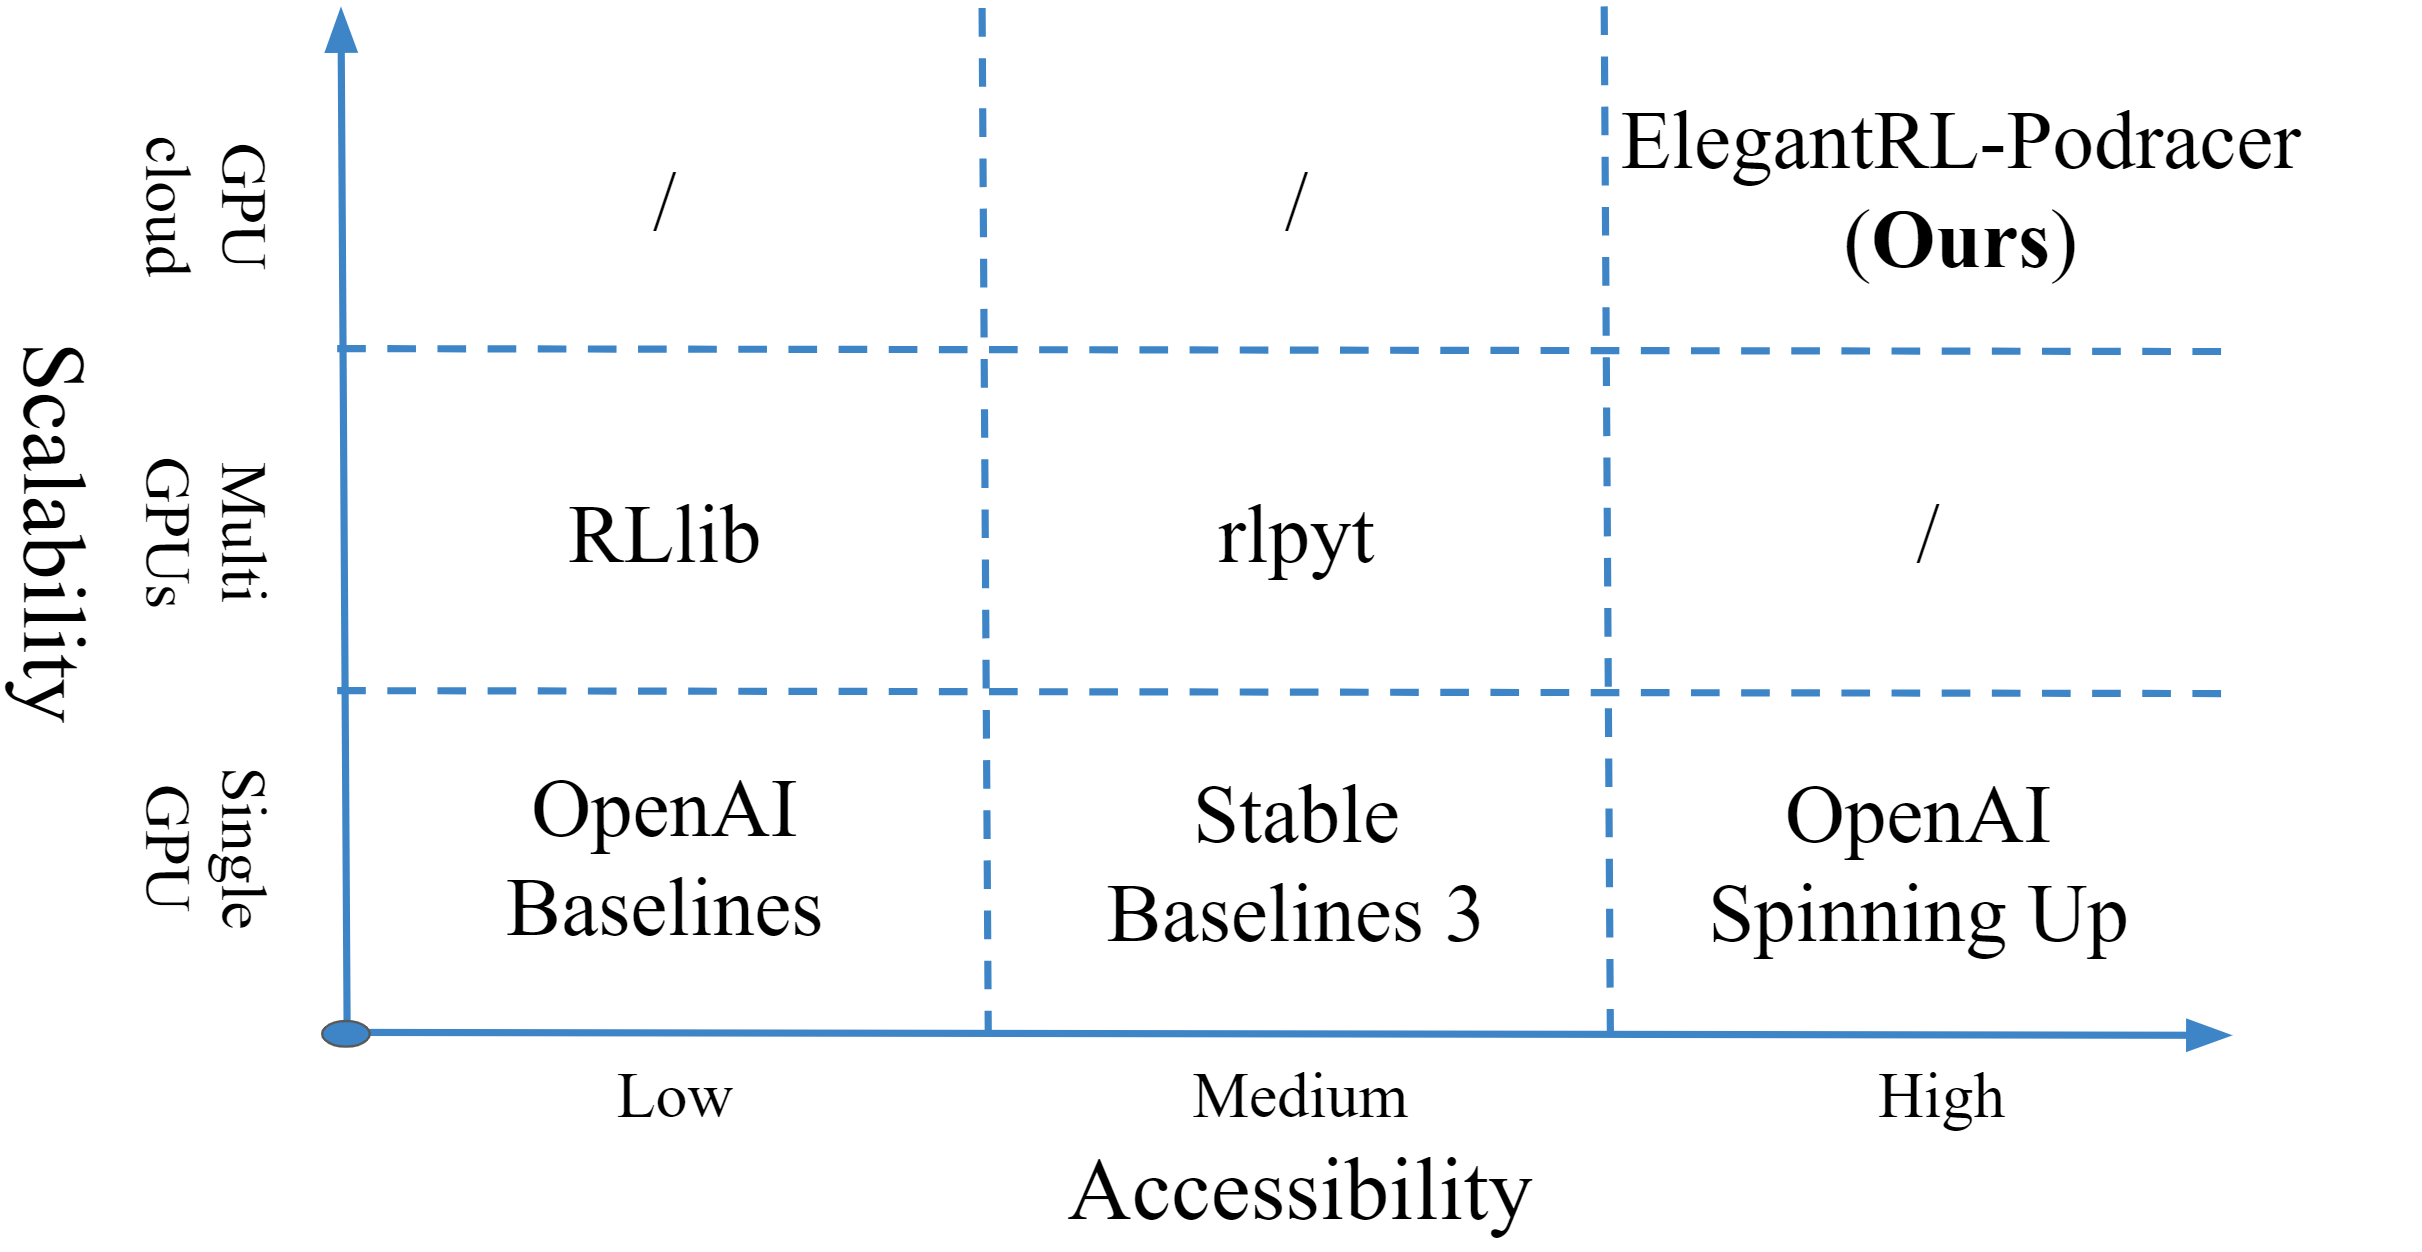 Scalability
GPU
cloud
/
/
ElegantRL-Podracer
(Ours)
Multi
GPUs
RLlib
rlpyt
/
Single
GPU
OpenAI
Baselines
Stable
Baselines 3
OpenAI
Spinning Up
Low
Medium
High
Accessibility